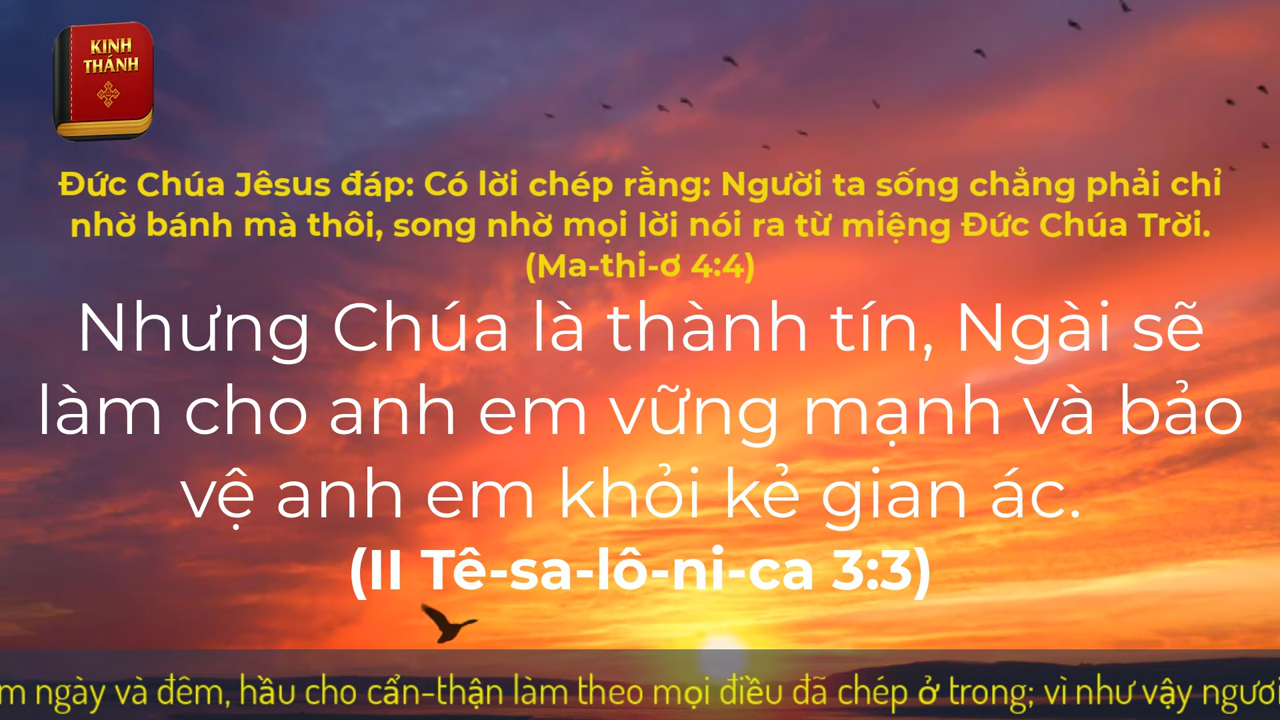 KINH
THÁNH
Đức Chúa Jêsus đáp: Có lời chép rằng: Người ta sống chẳng phải chỉ
nhờ bánh mà thôi, song nhờ mọi lời nói ra từ miệng Đức Chúa Trời.
(Ma-thi-ơ 4:4)
Nhưng Chúa là thành tín, Ngài sẽ
làm cho anh em vững mạnh và bảo
vệ anh em khỏi kẻ gian ác.
(II Tê-sa-lô-ni-ca 3:3)
m ngày và đêm, hầu cho cẩn-thận làm theo mọi điều đã chép ở trong; vì như vậy ngươi